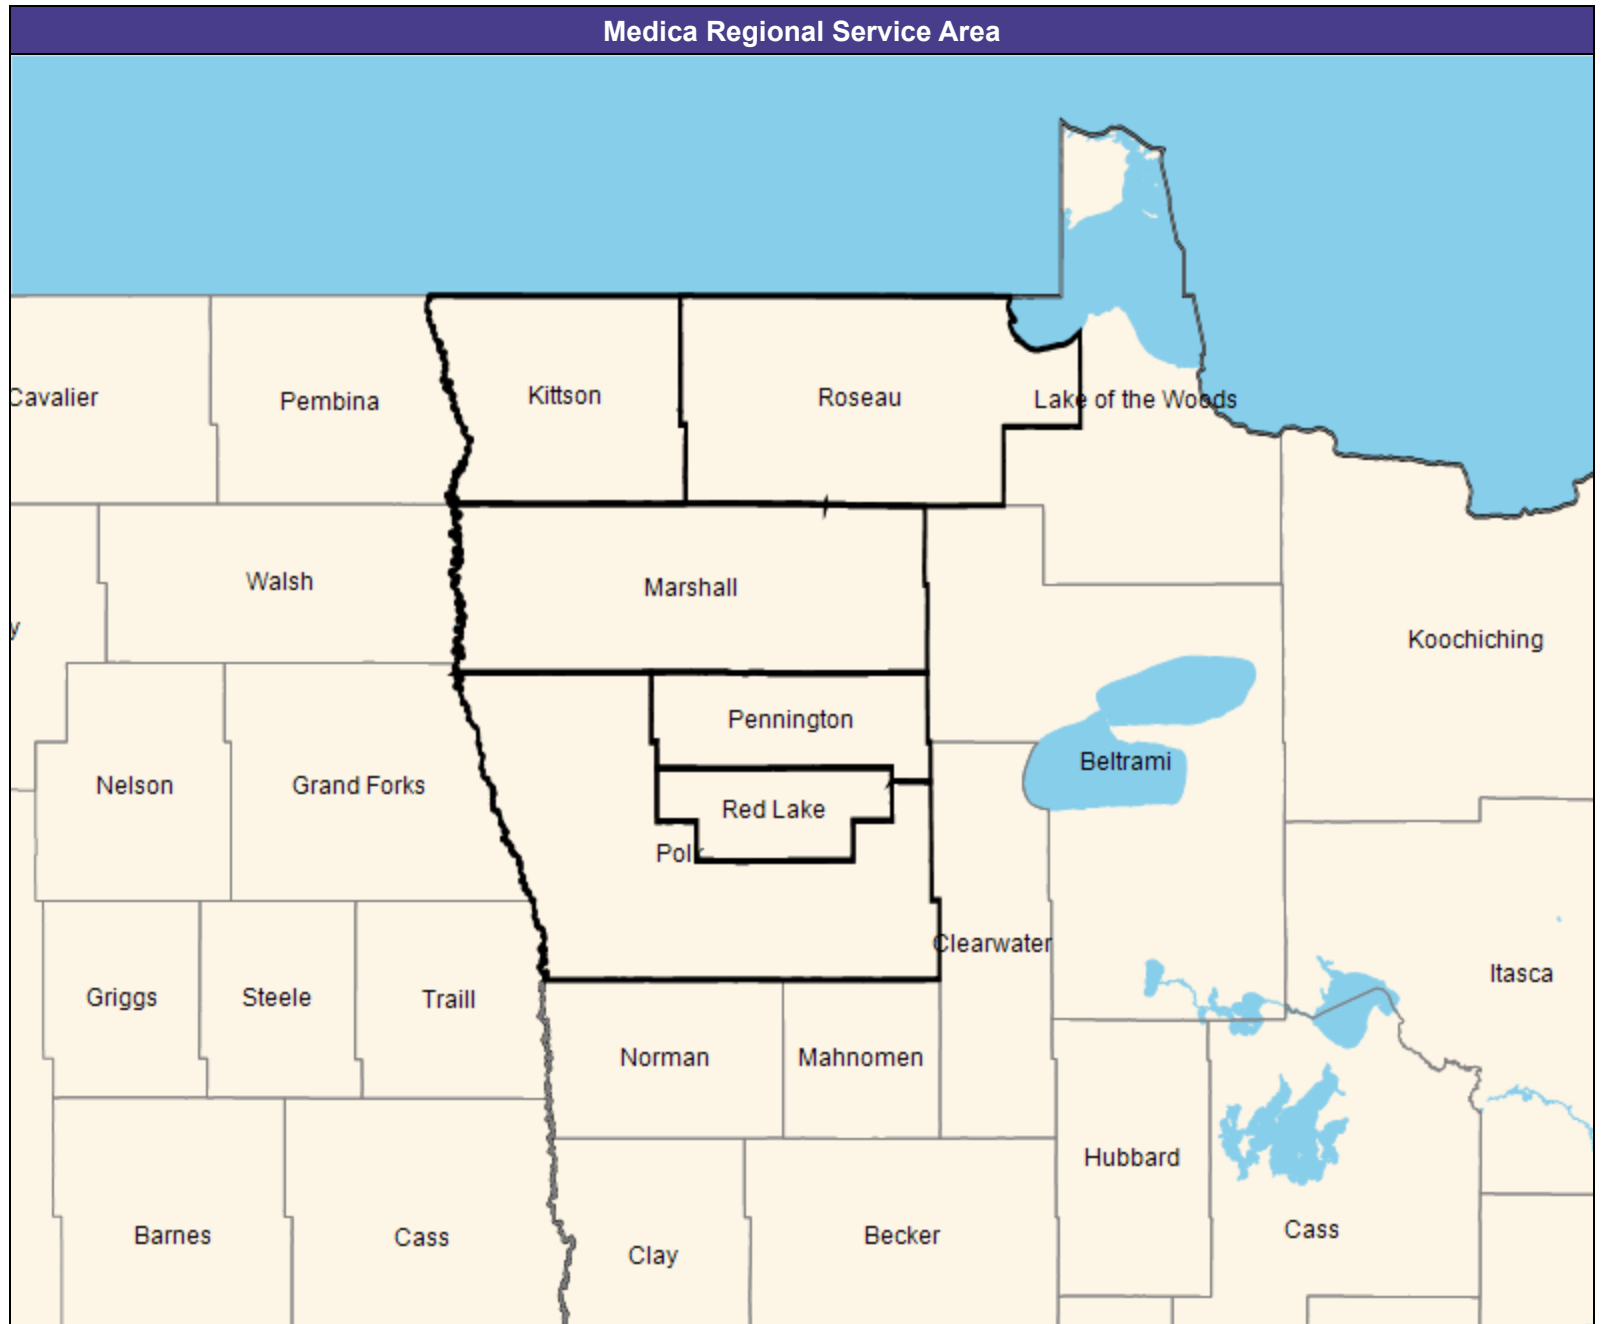 Medica Regional Service Area
Cavalier
Pembina
Kittson
Roseau
Lake of the Woods
Walsh
Marshall
y
Koochiching
Pennington
Beltrami
Nelson
Grand Forks
Red Lake
Polk
Clearwater
Itasca
Griggs
Steele
Traill
Norman
Mahnomen
Hubbard
Barnes
Cass
Clay
Becker
Cass